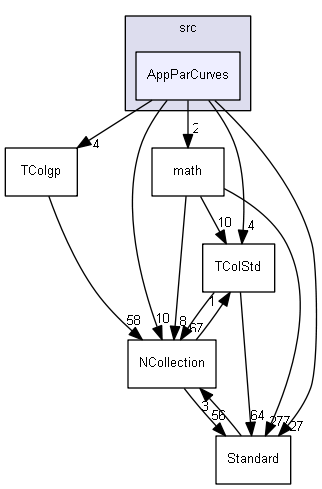 src
AppParCurves
4
2
TColgp
math
10
4
TColStd
1
58
10
8
67
NCollection
3
56
64
277
27
Standard